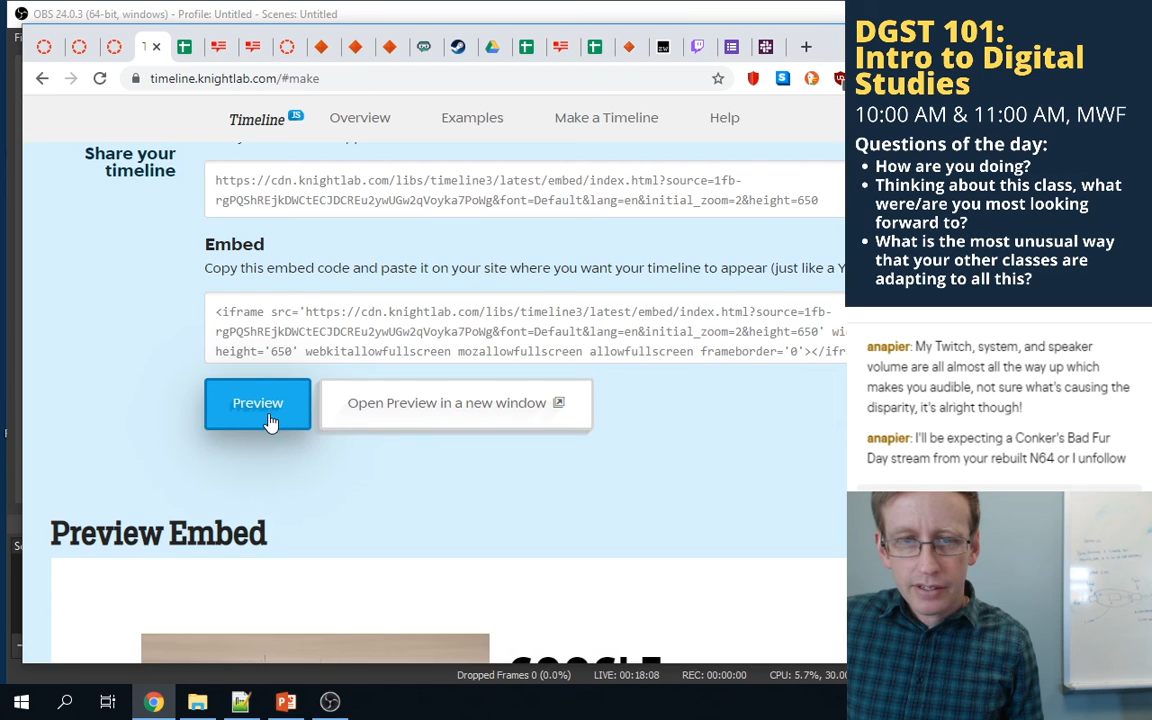 OBS 24.0.3 (64-bit, windows) - Profile: Untitled - Scenes: Untitled
timeline.knightlab.com/#make
Timeline JS
Overview
Examples
Make a Timeline
Help
Share your
timeline
https://cdn.knightlab.com/libs/timeline3/latest/embed/index.html?source=1fb-
rgPQShREjkDWCtECJDCREu2ywUGw2qVoyka7PoWg&font=Default&lang=en&initial_zoom=2&height=650
Embed
Copy this embed code and paste it on your site where you want your timeline to appear (just like a Y
<iframe src='https://cdn.knightlab.com/libs/timeline3/latest/embed/index.html?source=1fb-
rgPQShREjkDWCtECJDCREu2ywUGw2qVoyka7PoWg&font=Default&lang=en&initial_zoom=2&height=650' wi
height='650' webkitallowfullscreen mozallowfullscreen allowfullscreen frameborder='0'></ifr
Preview
Open Preview in a new window
Preview Embed
Dropped Frames 0 (0.0%)
LIVE: 00:18:08
REC: 00:00:00
CPU: 5.7%, 30.00
DGST 101:
Intro to Digital
Studies
10:00 AM & 11:00 AM, MWF
Questions of the day:
• How are you doing?
• Thinking about this class, what
were/are you most looking
forward to?
• What is the most unusual way
that your other classes are
adapting to all this?
anapier: My Twitch, system, and speaker
volume are all almost all the way up which
makes you audible, not sure what's causing the
disparity, it's alright though!
anapier: I'll be expecting a Conker's Bad Fur
Day stream from your rebuilt N64 or I unfollow